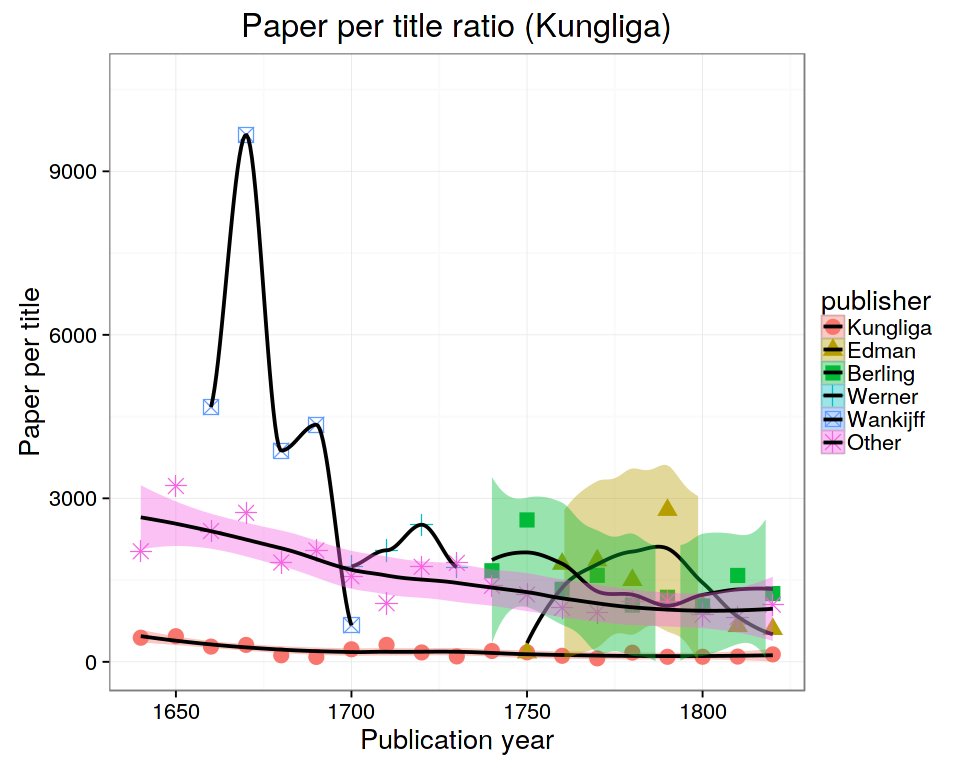 Paper per title ratio (Kungliga)
Paper per title
9000
6000
3000
0
1650
1700
1750
1800
Publication year
publisher
Kungliga
Edman
Berling
Werner
Wankijff
Other